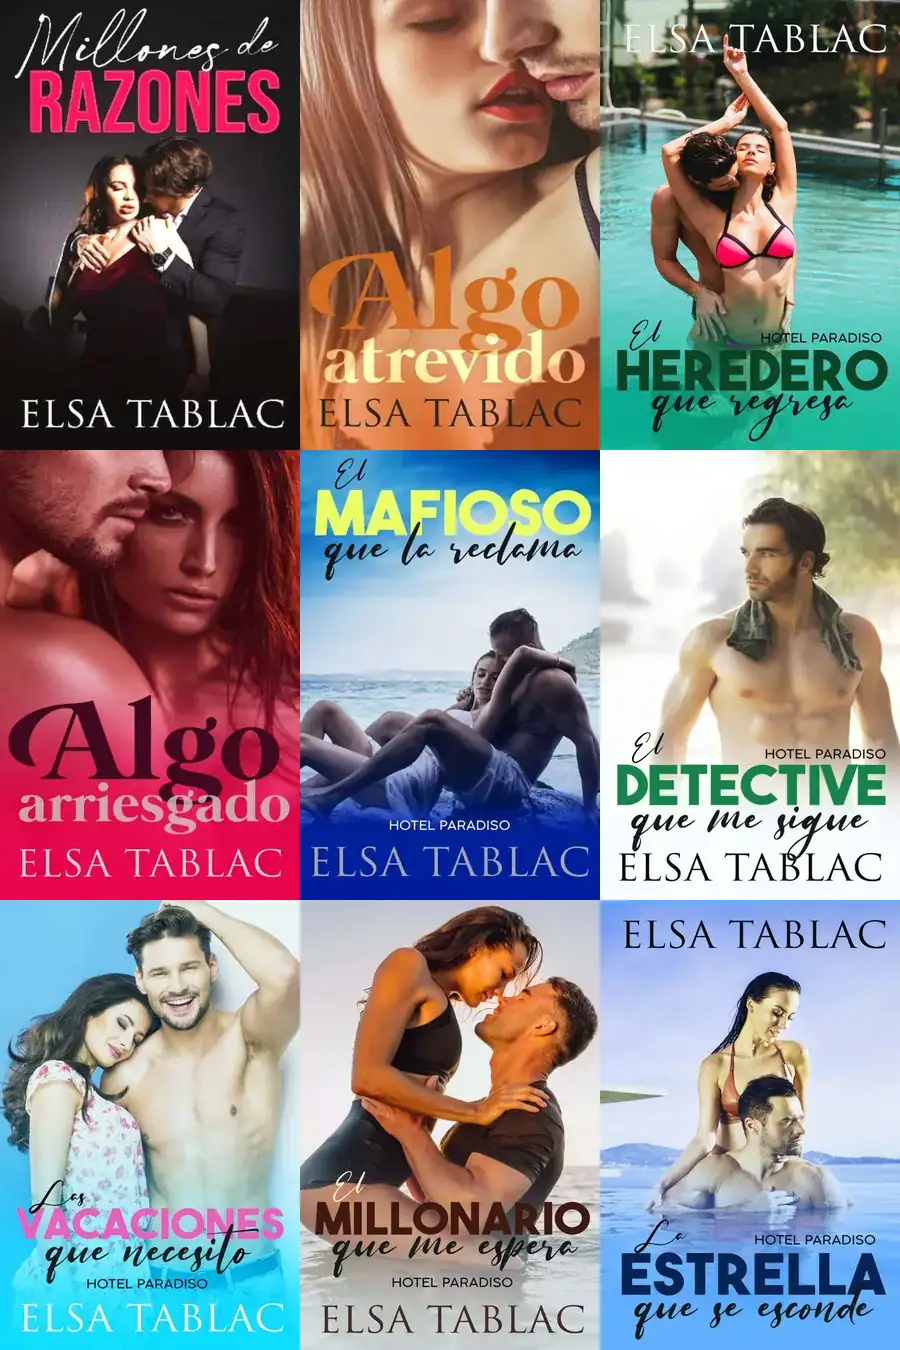 Millones de
RAZONES
ELSA TABLAC
Algo
atrevido
ELSA TABLAC
ELSA TABLAC
El
HOTEL PARADISO
HEREDERO
que regresa
Algo
arriesgado
ELSA TABLAC
El
MAFIOSO
que la reclama
HOTEL PARADISO
ELSA TABLAC
El
HOTEL PARADISO
DETECTIVE
que me sigue
ELSA TABLAC
Las
VACACIONES
que necesito
HOTEL PARADISO
ELSA TABLAC
El
MILLONARIO
que me espera
HOTEL PARADISO
ELSA TABLAC
ELSA TABLAC
La
HOTEL PARADISO
ESTRELLA
que se esconde